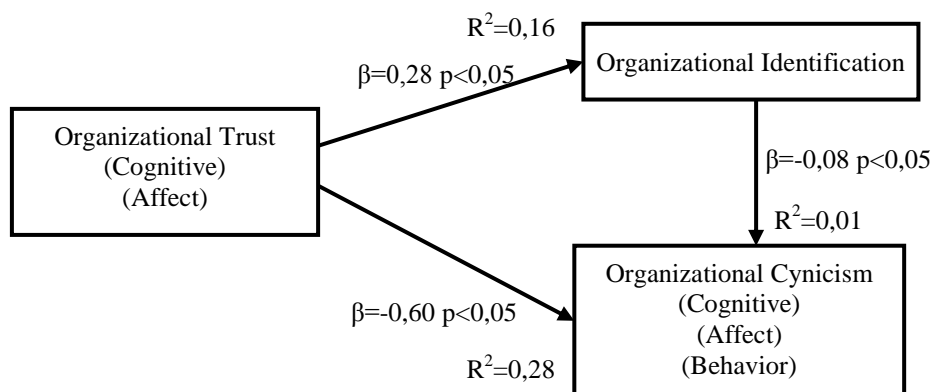 R²=0,16
Organizational Identification
β=0,28 p<0,05
Organizational Trust
(Cognitive)
(Affect)
β=-0,08 p<0,05
R²=0,01
Organizational Cynicism
(Cognitive)
(Affect)
(Behavior)
β=-0,60 p<0,05
R²=0,28